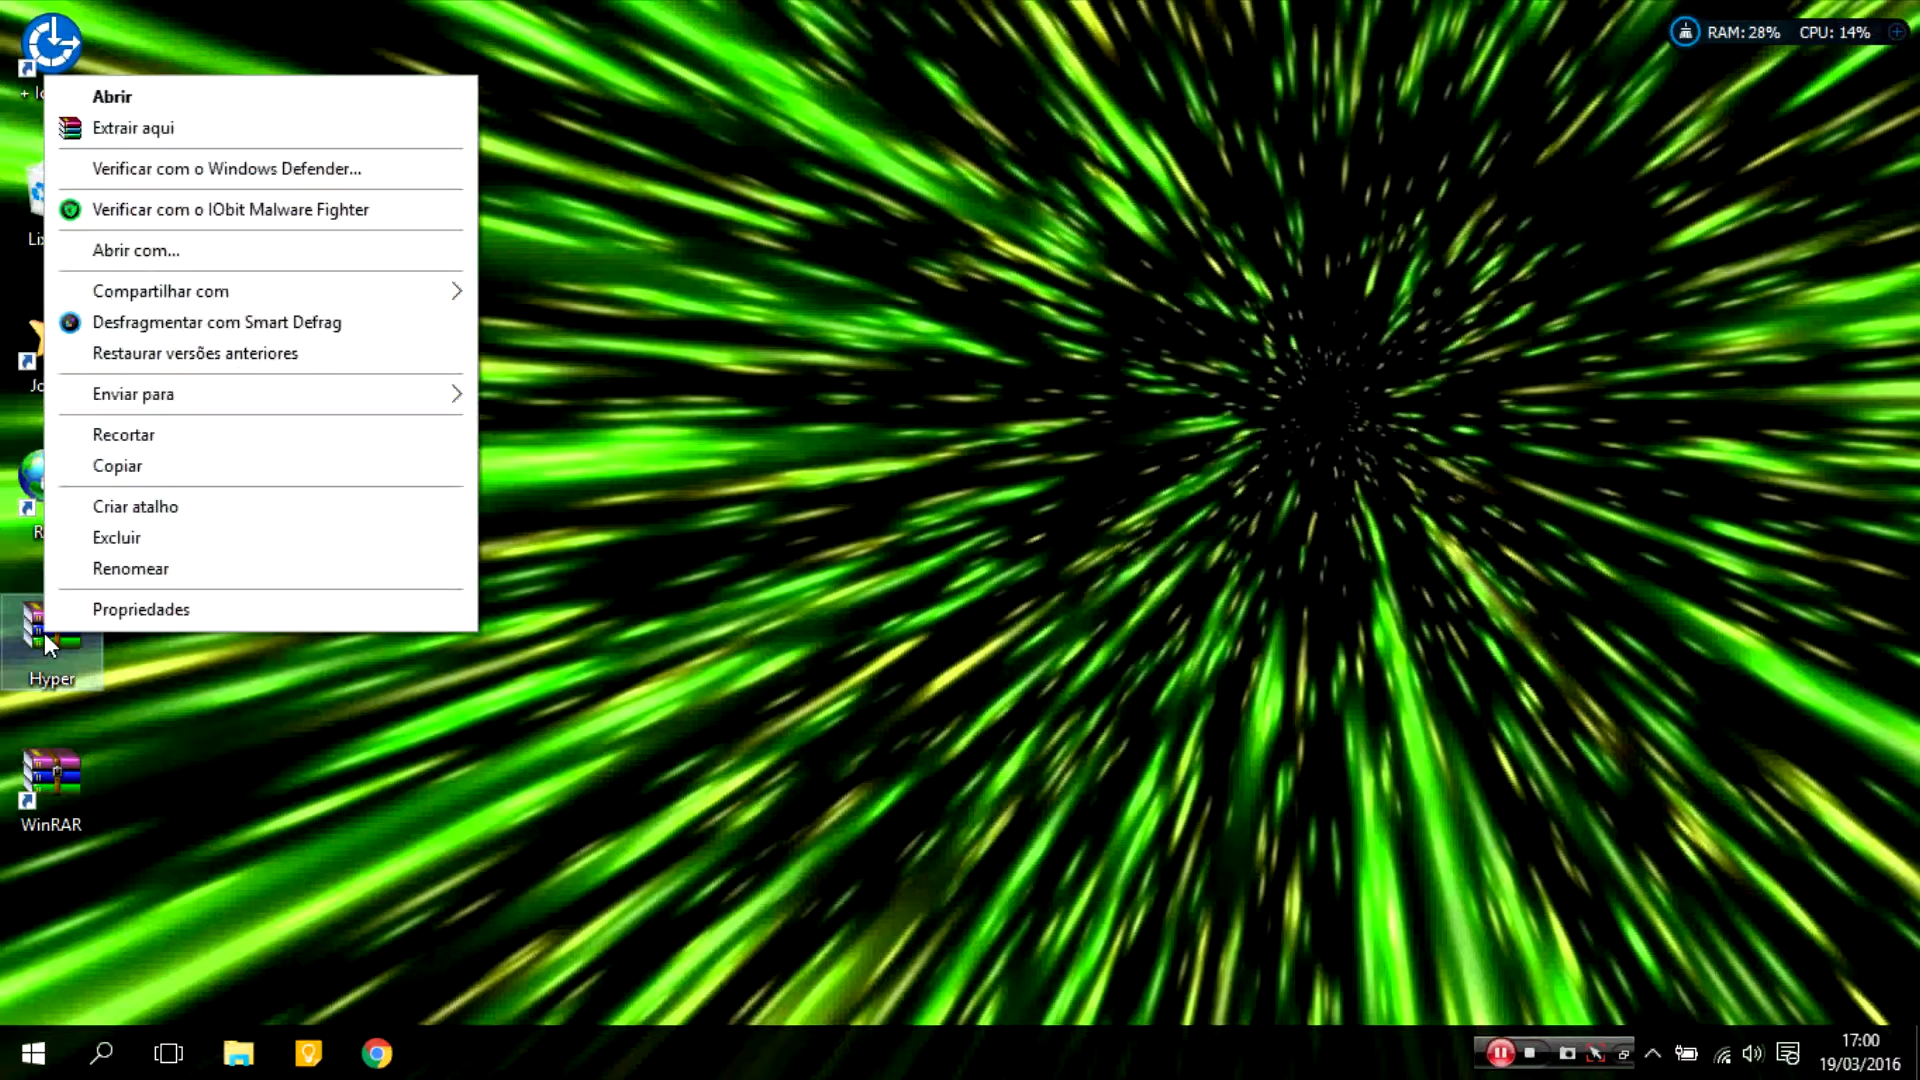 RAM: 28% CPU: 14%
Abrir
Extrair aqui
Verificar com o Windows Defender...
Verificar com o IObit Malware Fighter
Abrir com...
Compartilhar com
Desfragmentar com Smart Defrag
Restaurar versões anteriores
Enviar para
Recortar
Copiar
Criar atalho
Excluir
Renomear
Propriedades
Hyper
WinRAR
17:00
19/03/2016